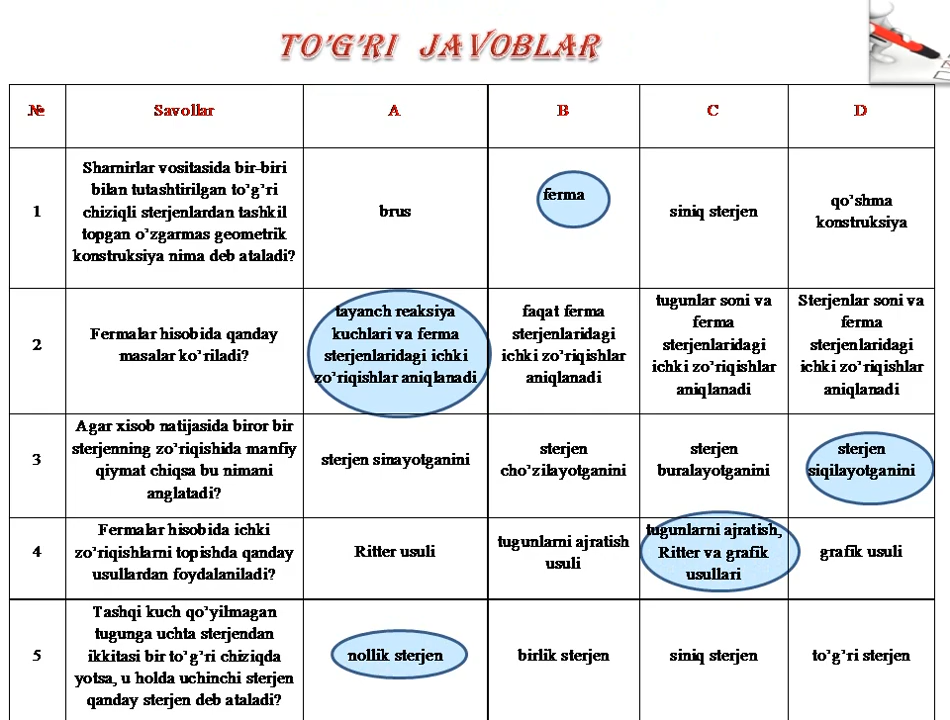 TO'G'RI JAVOBLAR
№ Savollar A B C D
1
Sharnirlar vositasida bir-biri
bilan tutashtirilgan to’g’ri
chiziqli sterjenlardan tashkil
topgan o’zgarmas geometrik
konstruksiya nima deb ataladi?
brus
ferma
siniq sterjen
qo’shma
konstruksiya
2
Fermalar hisobida qanday
masalar ko’riladi?
tayanch reaksiya
kuchlari va ferma
sterjenlaridagi ichki
zo’riqishlar aniqlanadi
faqat ferma
sterjenlaridagi
ichki zo’riqishlar
aniqlanadi
tugunlar soni va
ferma
sterjenlaridagi
ichki zo’riqishlar
aniqlanadi
Sterjenlar soni va
ferma
sterjenlaridagi
ichki zo’riqishlar
aniqlanadi
3
Agar xisob natijasida biror bir
sterjenning zo’riqishida manfiy
qiymat chiqsa bu nimani
anglatadi?
sterjen sinayotganini
sterjen
cho’zilayotganini
sterjen
buralayotganini
sterjen
siqilayotganini
4
Fermalar hisobida ichki
zo’riqishlarni topishda qanday
usullardan foydalaniladi?
Ritter usuli
tugunlarni ajratish
usuli
tugunlarni ajratish,
Ritter va grafik
usullari
grafik usuli
5
Tashqi kuch qo’yilmagan
tugunga uchta sterjendan
ikkitasi bir to’g’ri chiziqda
yotsa, u holda uchinchi sterjen
qanday sterjen deb ataladi?
nollik sterjen
birlik sterjen
siniq sterjen
to’g’ri sterjen